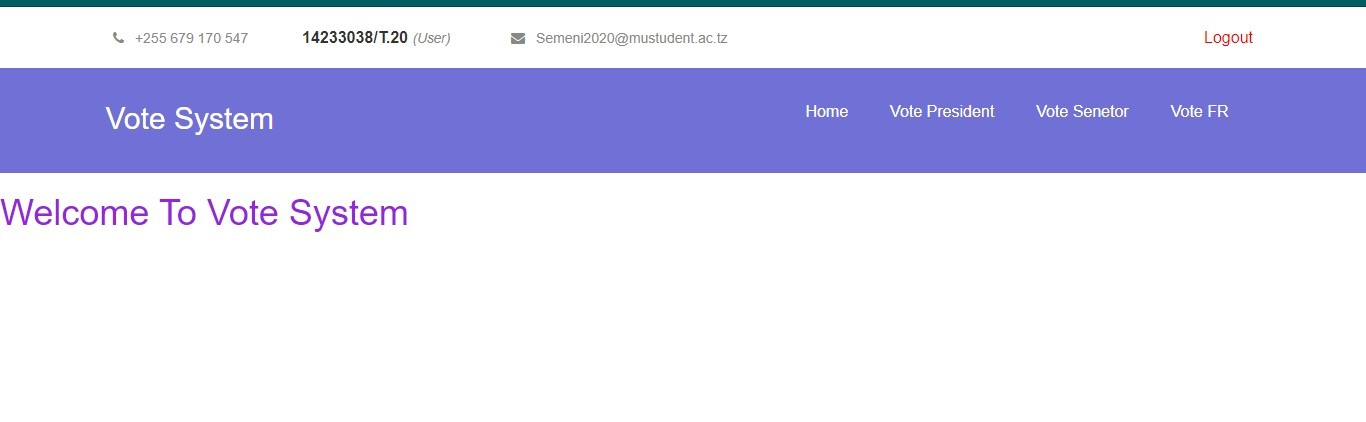 +255 679 170 547 14233038/T.20 (User) Semeni2020@mustudent.ac.tz Logout
Vote System Home Vote President Vote Senetor Vote FR
Welcome To Vote System